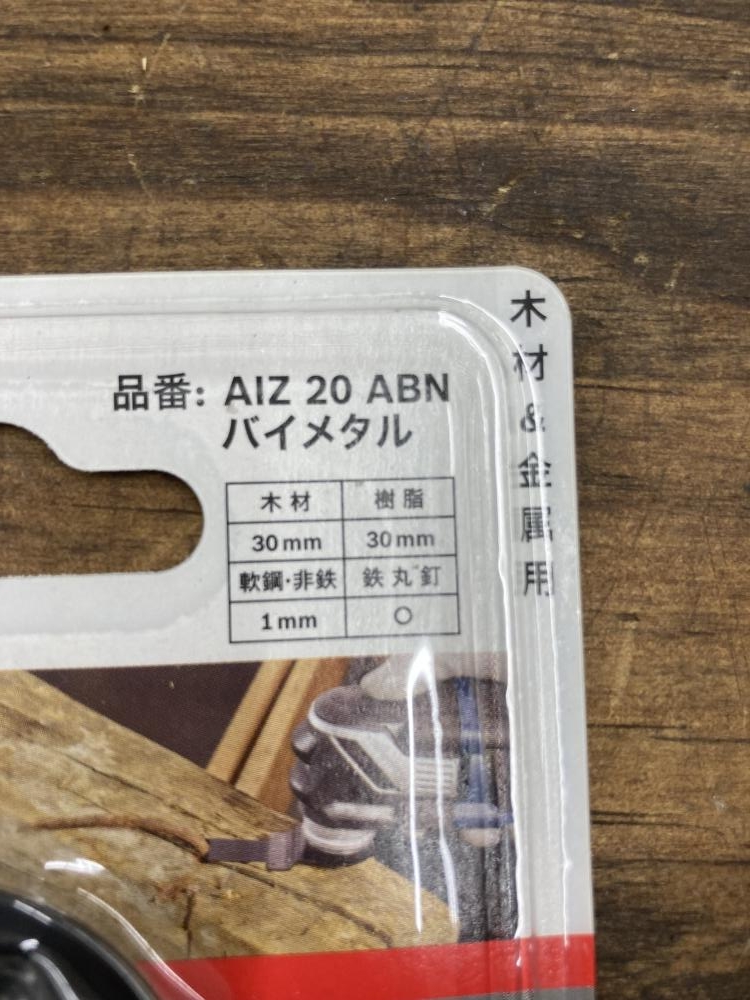 品番: AIZ 20 ABN
バイメタル
木材 樹脂
30mm 30mm
軟鋼・非鉄 鉄丸釘
1mm ○
木材&金属用